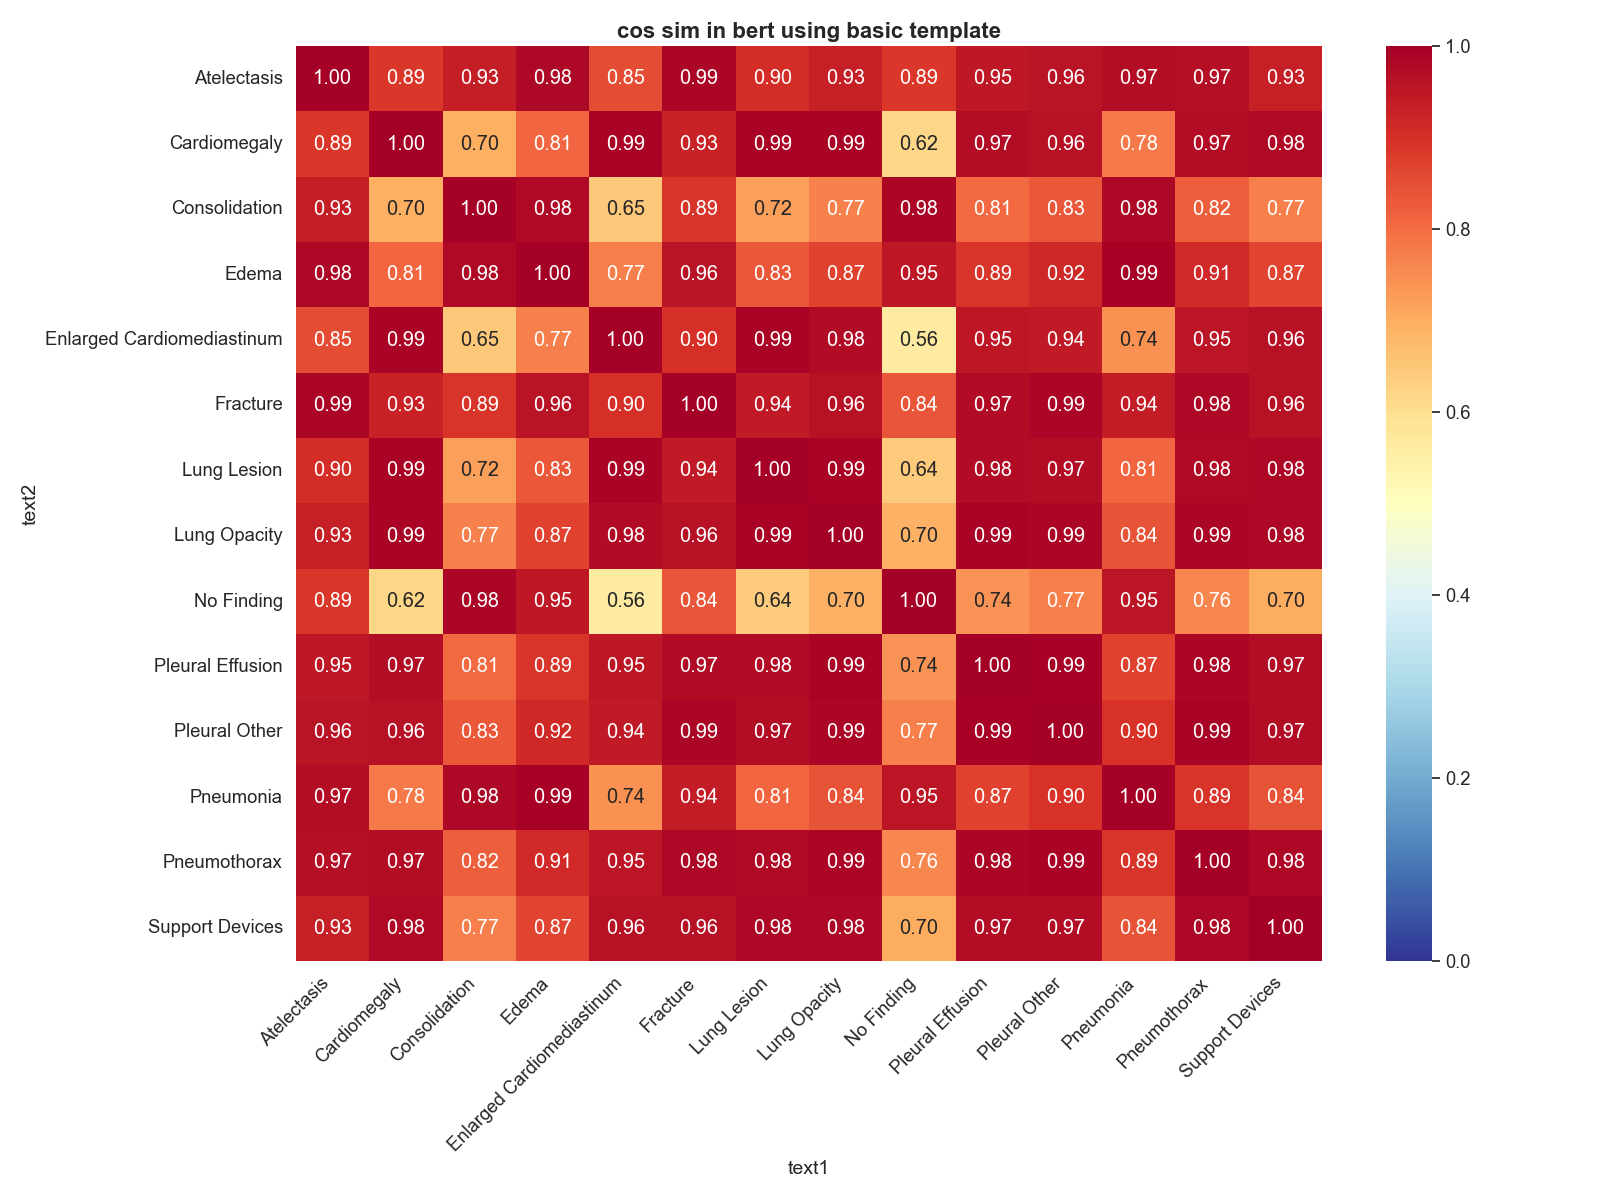 cos sim in bert using basic template
Atelectasis 1.00 0.89 0.93 0.98 0.85 0.99 0.90 0.93 0.89 0.95 0.96 0.97 0.97 0.93
Cardiomegaly 0.89 1.00 0.70 0.81 0.99 0.93 0.99 0.99 0.62 0.97 0.96 0.78 0.97 0.98
Consolidation 0.93 0.70 1.00 0.98 0.65 0.89 0.72 0.77 0.98 0.81 0.83 0.98 0.82 0.77
Edema 0.98 0.81 0.98 1.00 0.77 0.96 0.83 0.87 0.95 0.89 0.92 0.99 0.91 0.87
Enlarged Cardiomediastinum 0.85 0.99 0.65 0.77 1.00 0.90 0.99 0.98 0.56 0.95 0.94 0.74 0.95 0.96
Fracture 0.99 0.93 0.89 0.96 0.90 1.00 0.94 0.96 0.84 0.97 0.99 0.94 0.98 0.96
Lung Lesion 0.90 0.99 0.72 0.83 0.99 0.94 1.00 0.99 0.64 0.98 0.97 0.81 0.98 0.98
Lung Opacity 0.93 0.99 0.77 0.87 0.98 0.96 0.99 1.00 0.70 0.99 0.99 0.84 0.99 0.98
No Finding 0.89 0.62 0.98 0.95 0.56 0.84 0.64 0.70 1.00 0.74 0.77 0.95 0.76 0.70
Pleural Effusion 0.95 0.97 0.81 0.89 0.95 0.97 0.98 0.99 0.74 1.00 0.99 0.87 0.98 0.97
Pleural Other 0.96 0.96 0.83 0.92 0.94 0.99 0.97 0.99 0.77 0.99 1.00 0.90 0.99 0.97
Pneumonia 0.97 0.78 0.98 0.99 0.74 0.94 0.81 0.84 0.95 0.87 0.90 1.00 0.89 0.84
Pneumothorax 0.97 0.97 0.82 0.91 0.95 0.98 0.98 0.99 0.76 0.98 0.99 0.89 1.00 0.98
Support Devices 0.93 0.98 0.77 0.87 0.96 0.96 0.98 0.98 0.70 0.97 0.97 0.84 0.98 1.00
text2
Atelectasis
Cardiomegaly
Consolidation
Edema
Enlarged Cardiomediastinum
Fracture
Lung Lesion
Lung Opacity
No Finding
Pleural Effusion
Pleural Other
Pneumonia
Pneumothorax
Support Devices
text1
1.0
0.8
0.6
0.4
0.2
0.0